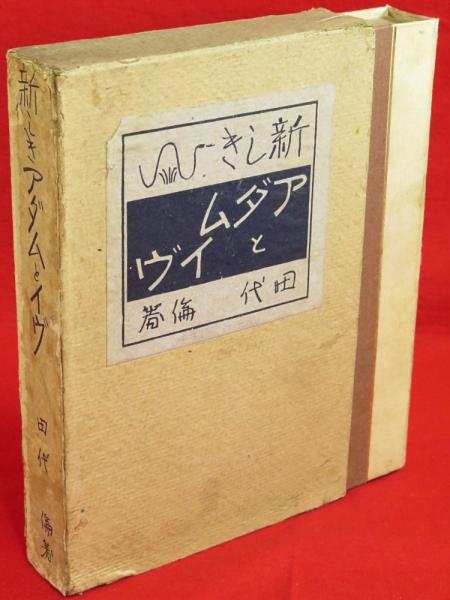 新しき
アダム
と
イヴ
田代 倫著
新しきアダムとイヴ
田代 倫著